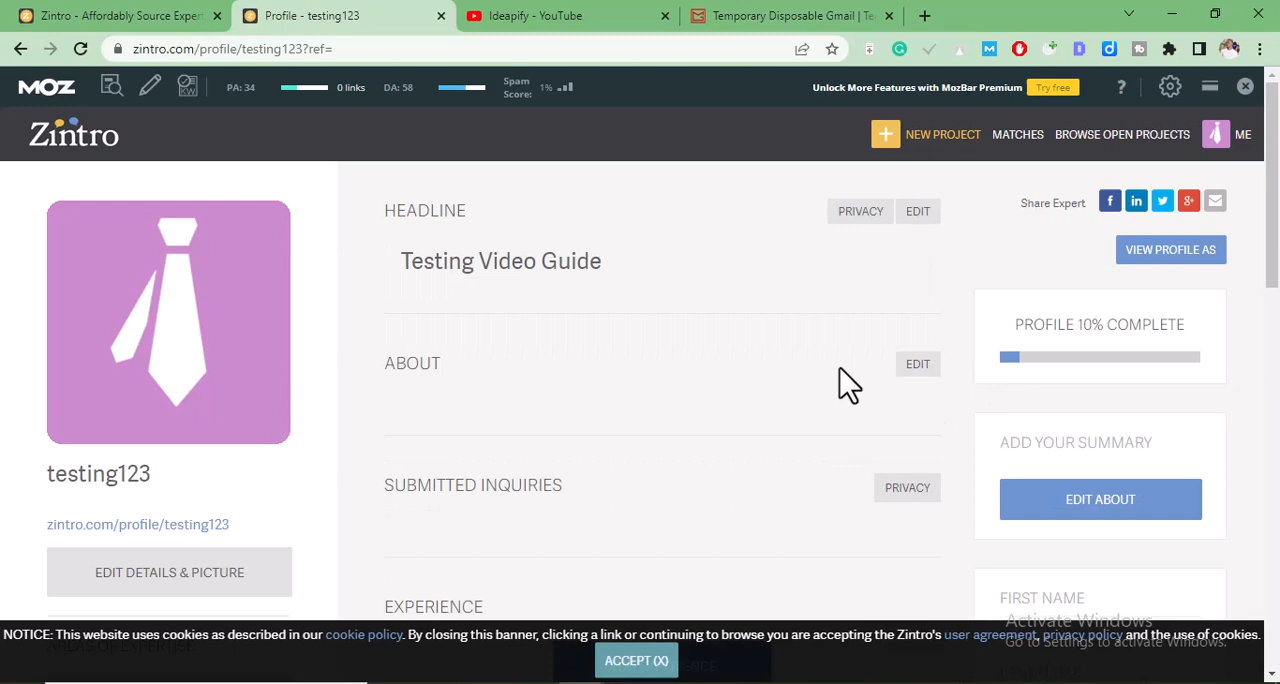 Zintro - Affordably Source Expert
Profile - testing123
Ideapify - YouTube
Temporary Disposable Gmail | Te
zintro.com/profile/testing123?ref=
MOZ
PA: 34
0 links
DA: 58
Spam
Score:
1%
Unlock More Features with MozBar Premium
Try free
?
Zintro
+ NEW PROJECT
MATCHES
BROWSE OPEN PROJECTS
ME
HEADLINE
PRIVACY
EDIT
Share Expert
Testing Video Guide
VIEW PROFILE AS
PROFILE 10% COMPLETE
ABOUT
EDIT
ADD YOUR SUMMARY
EDIT ABOUT
testing123
SUBMITTED INQUIRIES
PRIVACY
zintro.com/profile/testing123
EDIT DETAILS & PICTURE
EXPERIENCE
FIRST NAME
Activate Windows
Go to Settings to activate Windows.
NOTICE: This website uses cookies as described in our cookie policy. By closing this banner, clicking a link or continuing to browse you are accepting the Zintro's user agreement, privacy policy and the use of cookies.
AREAS OF EXPERTISE
ACCEPT (X)